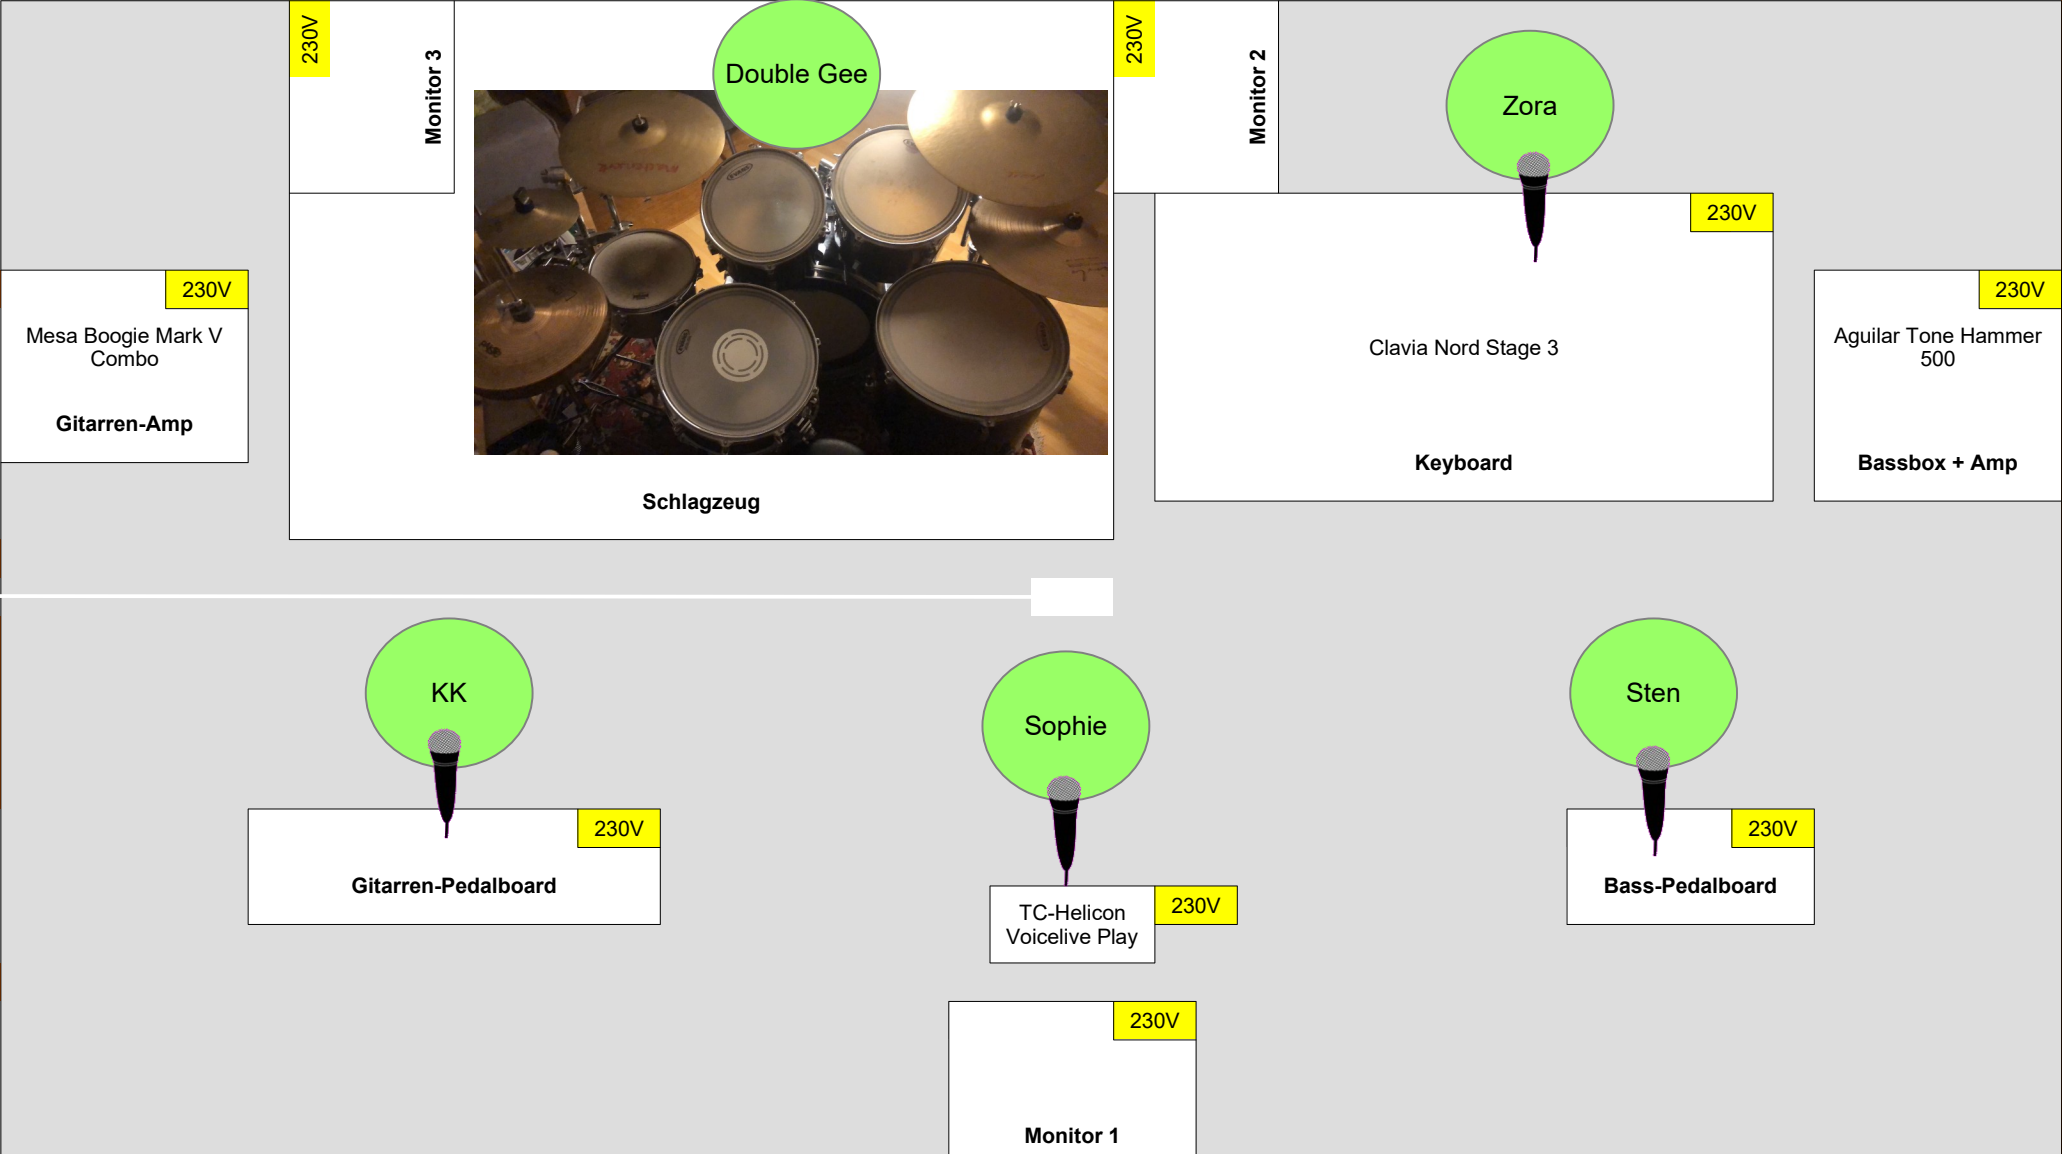 230V
Monitor 3
Double Gee
230V
Monitor 2
Zora
230V
230V
Mesa Boogie Mark V
Combo
Gitarren-Amp
Schlagzeug
Clavia Nord Stage 3
Keyboard
230V
Aguilar Tone Hammer
500
Bassbox + Amp
KK
230V
Gitarren-Pedalboard
Sophie
TC-Helicon
Voicelive Play
230V
Sten
230V
Bass-Pedalboard
230V
Monitor 1